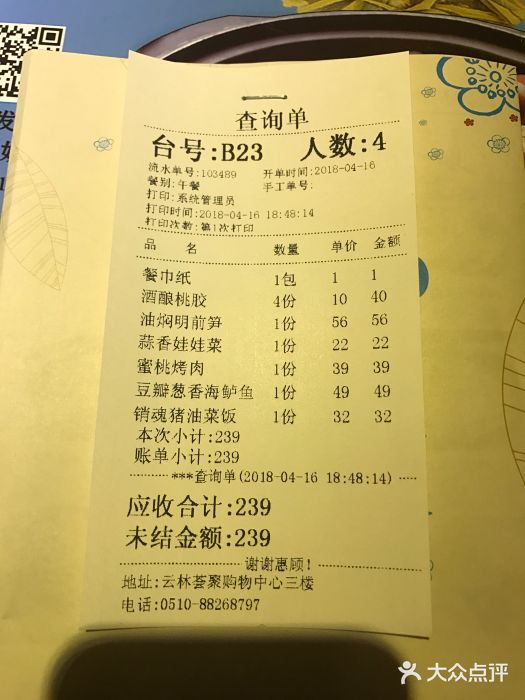 发
查询单
台号:B23 人数:4
流水单号:103489 开单时间:2018-04-16
餐别:午餐 手工单号:
打印:系统管理员
打印时间:2018-04-16 18:48:14
打印次数:第1次打印
品 名 数量 单价 金额
餐巾纸 1包 1 1
酒酿桃胶 4份 10 40
油焖明前笋 1份 56 56
蒜香娃娃菜 1份 22 22
蜜桃烤肉 1份 39 39
豆瓣葱香海鲈鱼 1份 49 49
销魂猪油菜饭 1份 32 32
本次小计:239
账单小计:239
***查询单(2018-04-16 18:48:14)
应收合计:239
未结金额:239
谢谢惠顾!
地址:云林荟聚购物中心三楼
电话:0510-88268797
大众点评